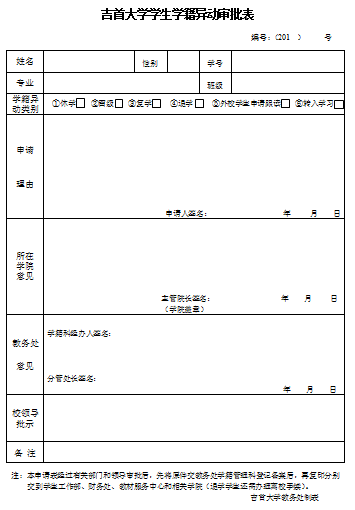 吉首大学学生学籍异动审批表
编号：(201　)　　号
姓名　性别　学号
专业　班级
学籍异
动类别
①休学□ ②留级□ ③复学□ ④退学□ ⑤外校学生申请跟读□ ⑥转入学习□
申请
理由
申请人签名：　　年　月　日
所在
学院
意见
主管院长签名：　　年　月　日
（学院盖章）
教务处
意见
学籍科经办人签名：
分管处长签名：
年　月　日
校领导
批示
备 注
注：本申请表经过有关部门和领导审批后，先将原件交教务处学籍管理科登记备案后，再复印分别
交到学生工作部、财务处、教材服务中心和相关学院（退学学生还需办理离校手续）。
吉首大学教务处制表